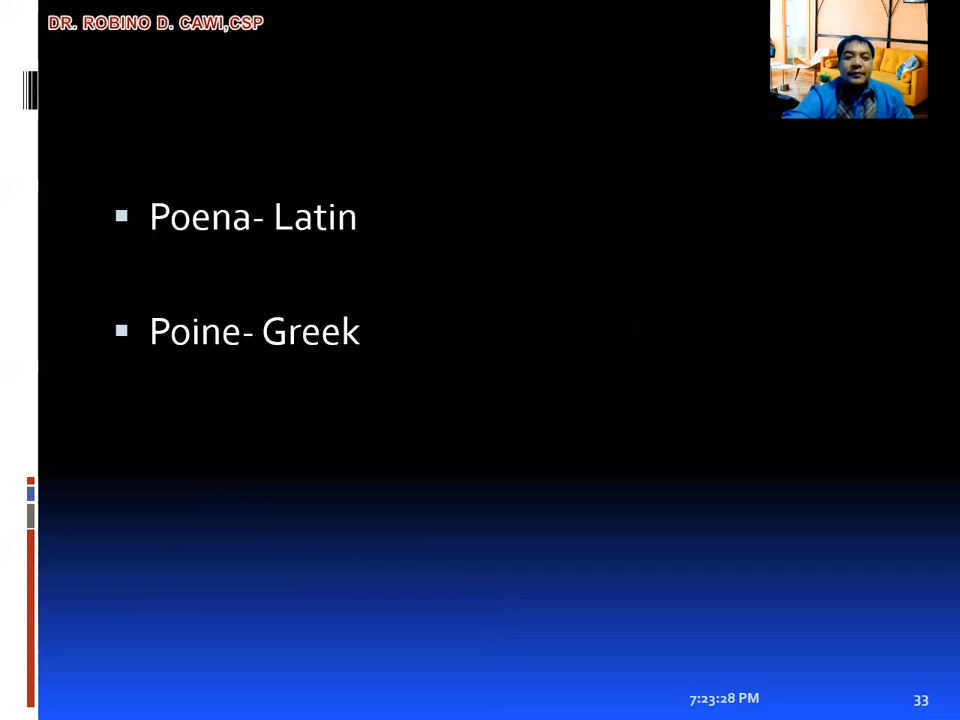 DR. ROBINO D. CAWI,CSP
Poena- Latin
Poine- Greek
7:23:28 PM
33